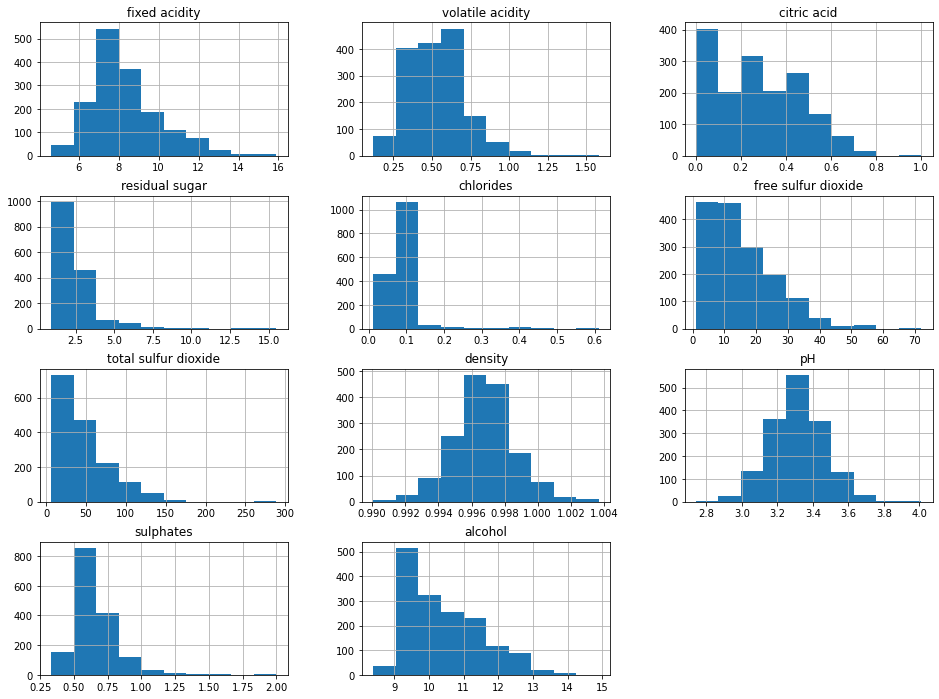 fixed acidity
500
400
300
200
100
0
6 8 10 12 14 16
volatile acidity
400
300
200
100
0
0.25 0.50 0.75 1.00 1.25 1.50
citric acid
400
300
200
100
0
0.0 0.2 0.4 0.6 0.8 1.0
residual sugar
1000
800
600
400
200
0
2.5 5.0 7.5 10.0 12.5 15.0
chlorides
1000
800
600
400
200
0
0.0 0.1 0.2 0.3 0.4 0.5 0.6
free sulfur dioxide
400
300
200
100
0
0 10 20 30 40 50 60 70
total sulfur dioxide
600
400
200
0
0 50 100 150 200 250 300
density
500
400
300
200
100
0
0.990 0.992 0.994 0.996 0.998 1.000 1.002 1.004
pH
500
400
300
200
100
0
2.8 3.0 3.2 3.4 3.6 3.8 4.0
sulphates
800
600
400
200
0
0.25 0.50 0.75 1.00 1.25 1.50 1.75 2.00
alcohol
500
400
300
200
100
0
9 10 11 12 13 14 15